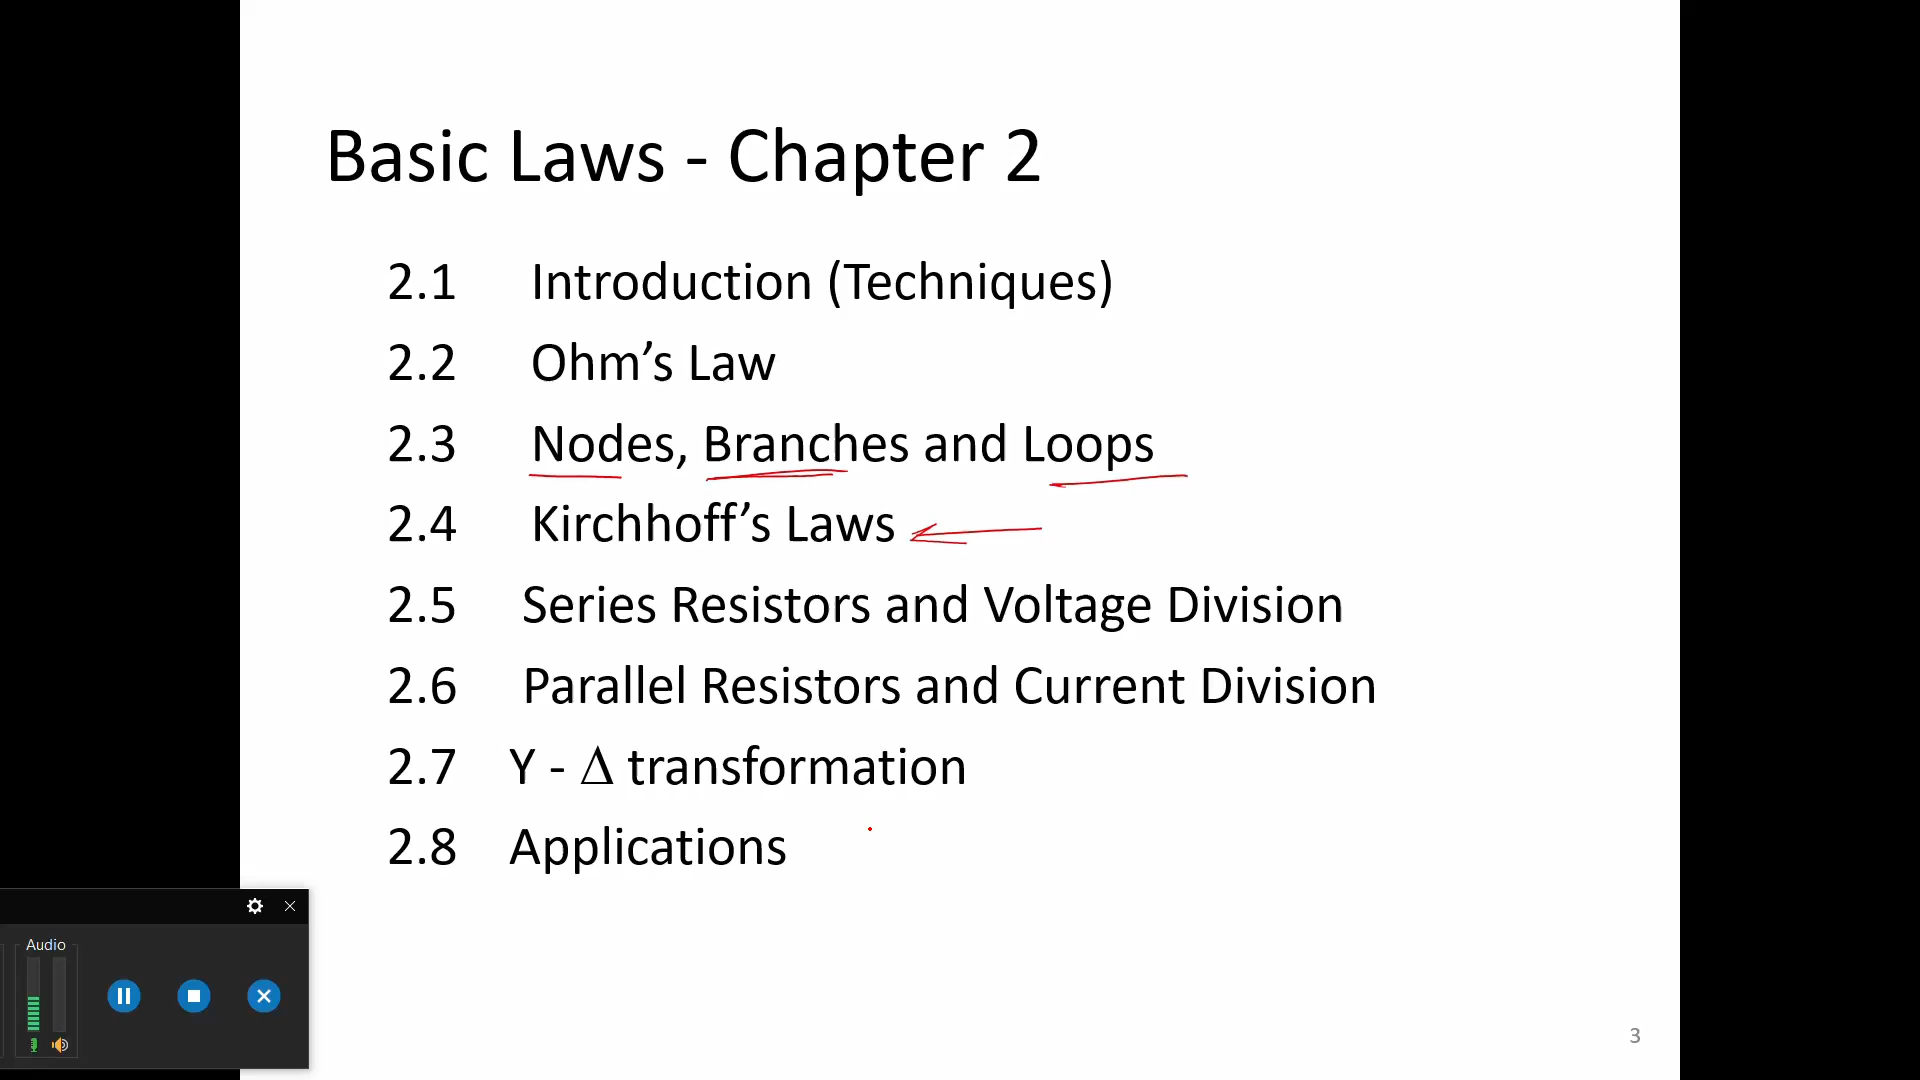 Basic Laws - Chapter 2
2.1 Introduction (Techniques)
2.2 Ohm’s Law
2.3 Nodes, Branches and Loops
2.4 Kirchhoff’s Laws
2.5 Series Resistors and Voltage Division
2.6 Parallel Resistors and Current Division
2.7 Y - Δ transformation
2.8 Applications
Audio
3